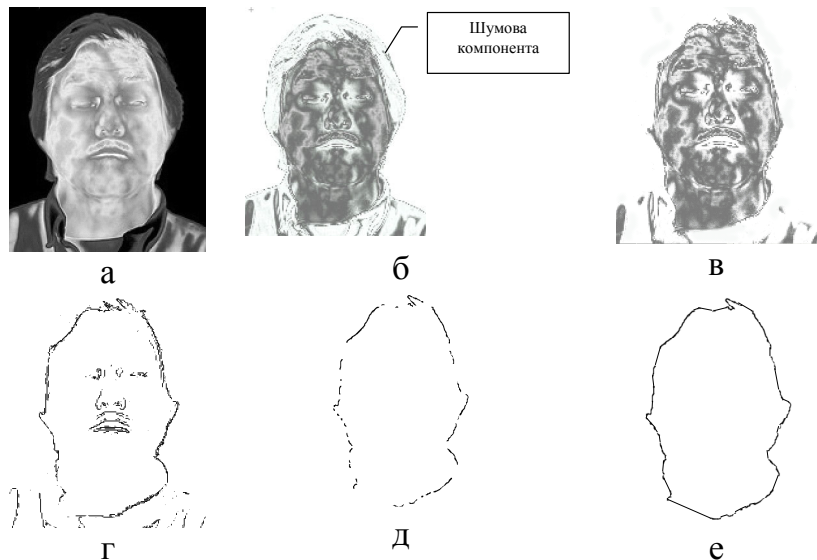 Шумова
компонента
а
б
в
г
д
е